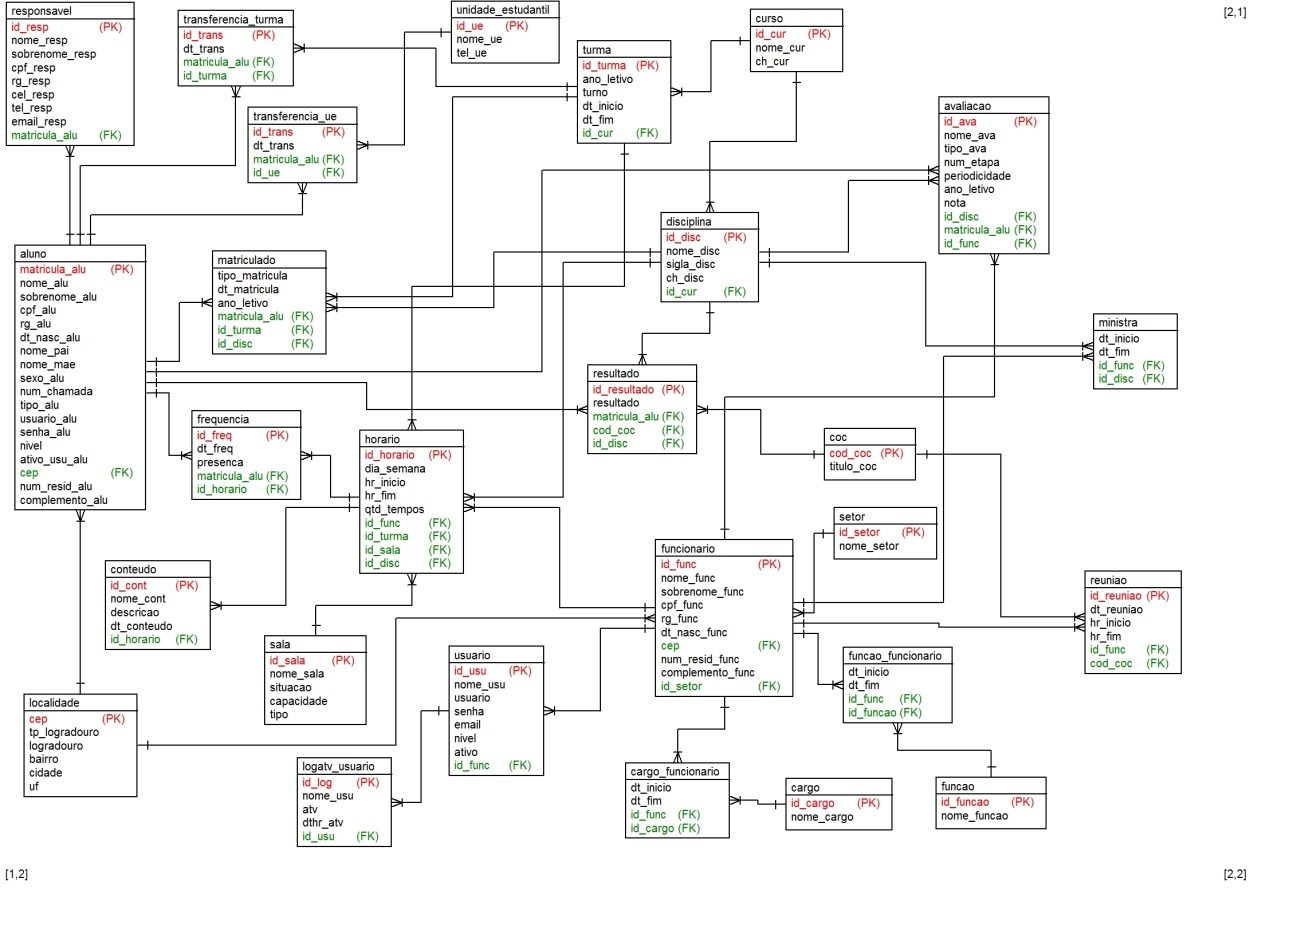 responsavel
id_resp (PK)
nome_resp
sobrenome_resp
cpf_resp
rg_resp
cel_resp
tel_resp
email_resp
matricula_alu (FK)
transferencia_turma
id_trans (PK)
dt_trans
matricula_alu (FK)
id_turma (FK)
unidade_estudantil
id_ue (PK)
nome_ue
tel_ue
turma
id_turma (PK)
ano_letivo
turno
dt_inicio
dt_fim
id_cur (FK)
curso
id_cur (PK)
nome_cur
ch_cur
[2,1]
transferencia_ue
id_trans (PK)
dt_trans
matricula_alu (FK)
id_ue (FK)
avaliacao
id_ava (PK)
nome_ava
tipo_ava
num_etapa
periodicidade
ano_letivo
nota
id_disc (FK)
matricula_alu (FK)
id_func (FK)
disciplina
id_disc (PK)
nome_disc
sigla_disc
ch_disc
id_cur (FK)
aluno
matricula_alu (PK)
nome_alu
sobrenome_alu
cpf_alu
rg_alu
dt_nasc_alu
nome_pai
nome_mae
sexo_alu
num_chamada
tipo_alu
usuario_alu
senha_alu
nivel
ativo_usu_alu
cep (FK)
num_resid_alu
complemento_alu
matriculado
tipo_matricula
dt_matricula
ano_letivo
matricula_alu (FK)
id_turma (FK)
id_disc (FK)
ministra
dt_inicio
dt_fim
id_func (FK)
id_disc (FK)
resultado
id_resultado (PK)
resultado
matricula_alu (FK)
cod_coc (FK)
id_disc (FK)
frequencia
id_freq (PK)
dt_freq
presenca
matricula_alu (FK)
id_horario (FK)
horario
id_horario (PK)
dia_semana
hr_inicio
hr_fim
qtd_tempos
id_func (FK)
id_turma (FK)
id_sala (FK)
id_disc (FK)
coc
cod_coc (PK)
titulo_coc
setor
id_setor (PK)
nome_setor
funcionario
id_func (PK)
nome_func
sobrenome_func
cpf_func
rg_func
dt_nasc_func
cep (FK)
num_resid_func
complemento_func
id_setor (FK)
conteudo
id_cont (PK)
nome_cont
descricao
dt_conteudo
id_horario (FK)
reuniao
id_reuniao (PK)
dt_reuniao
hr_inicio
hr_fim
id_func (FK)
cod_coc (FK)
sala
id_sala (PK)
nome_sala
situacao
capacidade
tipo
usuario
id_usu (PK)
nome_usu
usuario
senha
email
nivel
ativo
id_func (FK)
funcao_funcionario
dt_inicio
dt_fim
id_func (FK)
id_funcao (FK)
localidade
cep (PK)
tp_logradouro
logradouro
bairro
cidade
uf
logatv_usuario
id_log (PK)
nome_usu
atv
dthr_atv
id_usu (FK)
cargo_funcionario
dt_inicio
dt_fim
id_func (FK)
id_cargo (FK)
cargo
id_cargo (PK)
nome_cargo
funcao
id_funcao (PK)
nome_funcao
[1,2]
[2,2]